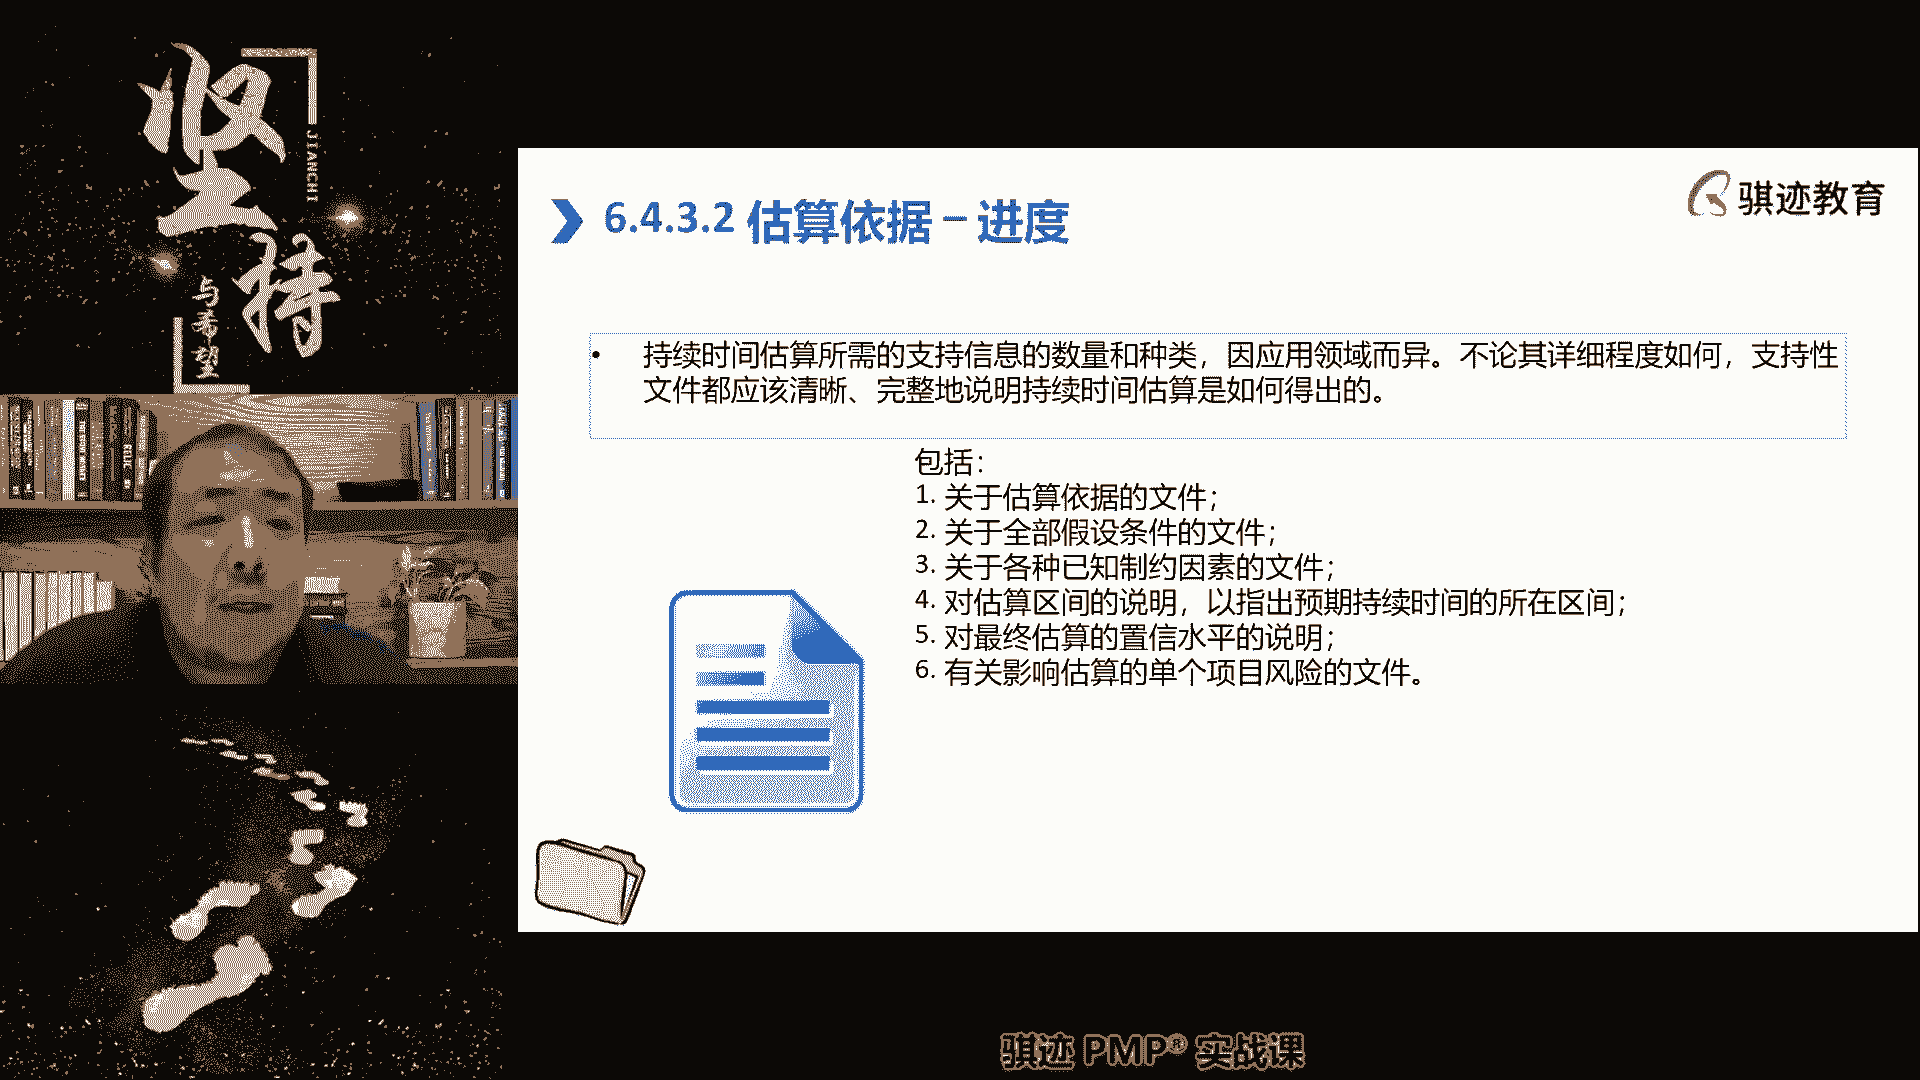 坚持
JIANCHI
与希望
骐迹教育
6.4.3.2 估算依据 – 进度
• 持续时间估算所需的支持信息的数量和种类，因应用领域而异。不论其详细程度如何，支持性
文件都应该清晰、完整地说明持续时间估算是如何得出的。
包括：
1. 关于估算依据的文件；
2. 关于全部假设条件的文件；
3. 关于各种已知制约因素的文件；
4. 对估算区间的说明，以指出预期持续时间的所在区间；
5. 对最终估算的置信水平的说明；
6. 有关影响估算的单个项目风险的文件。
骐迹 PMP® 实战课